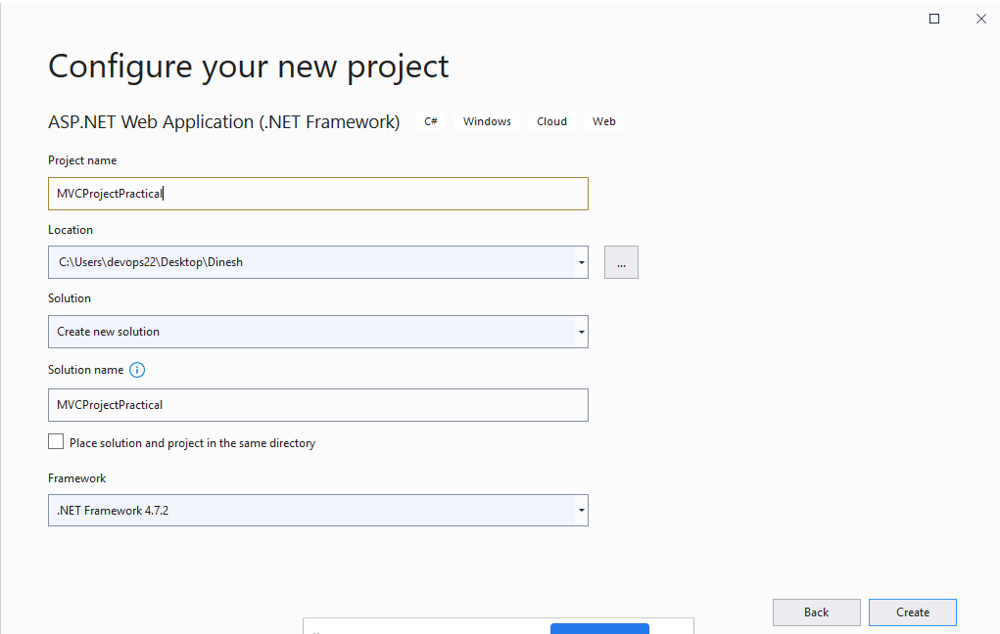 Configure your new project
ASP.NET Web Application (.NET Framework) C# Windows Cloud Web
Project name
MVCProjectPractical
Location
C:\Users\devops22\Desktop\Dinesh
...
Solution
Create new solution
Solution name
MVCProjectPractical
Place solution and project in the same directory
Framework
.NET Framework 4.7.2
Back Create